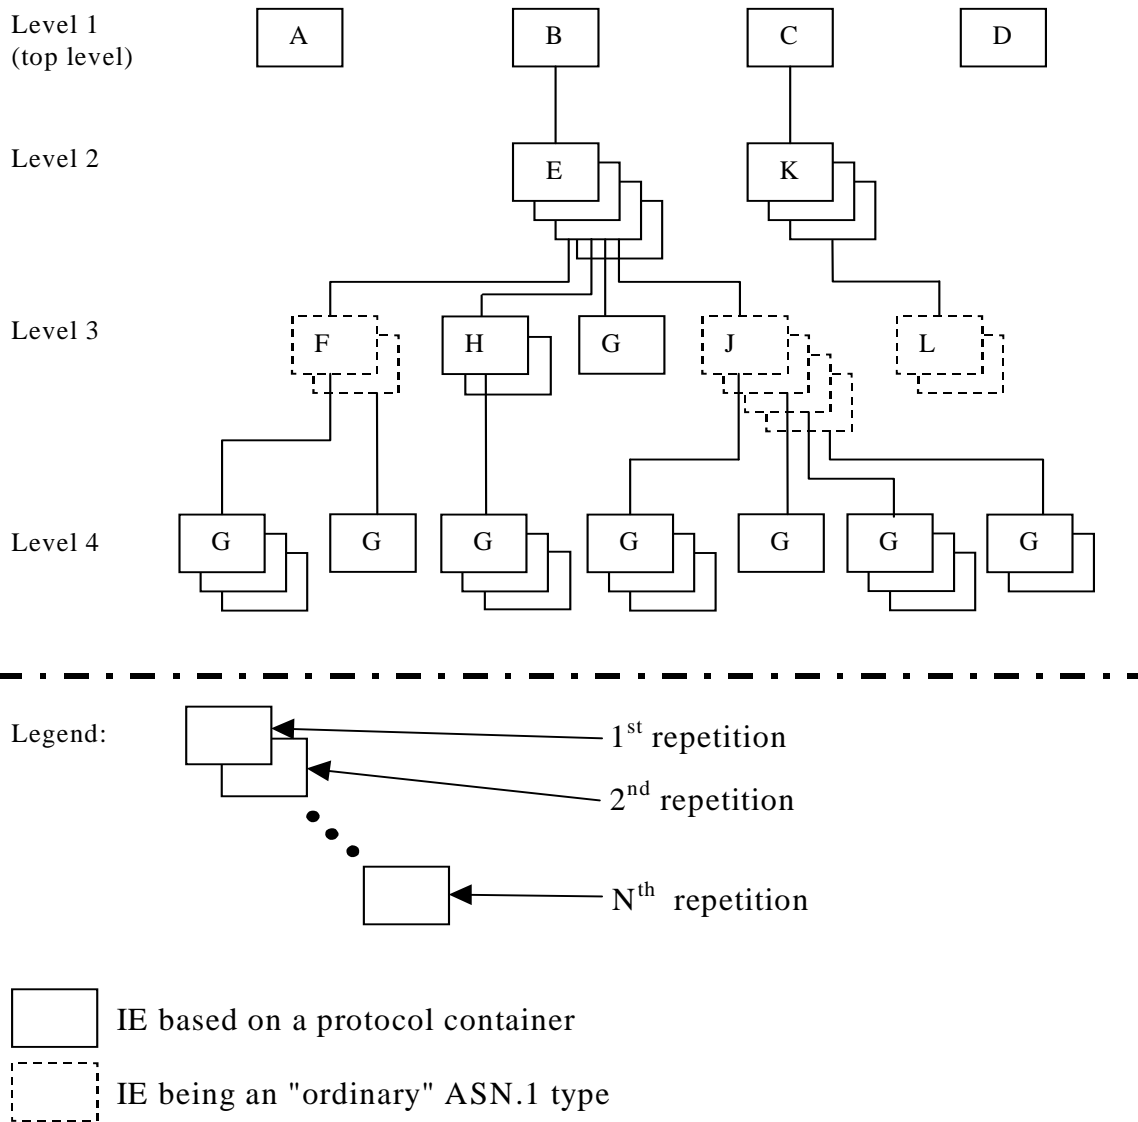 Level 1
(top level)
A B C D
Level 2
E K
Level 3
F H G J L
Level 4
G G G G G G G
Legend:
1st repetition
2nd repetition
Nth repetition
IE based on a protocol container
IE being an "ordinary" ASN.1 type